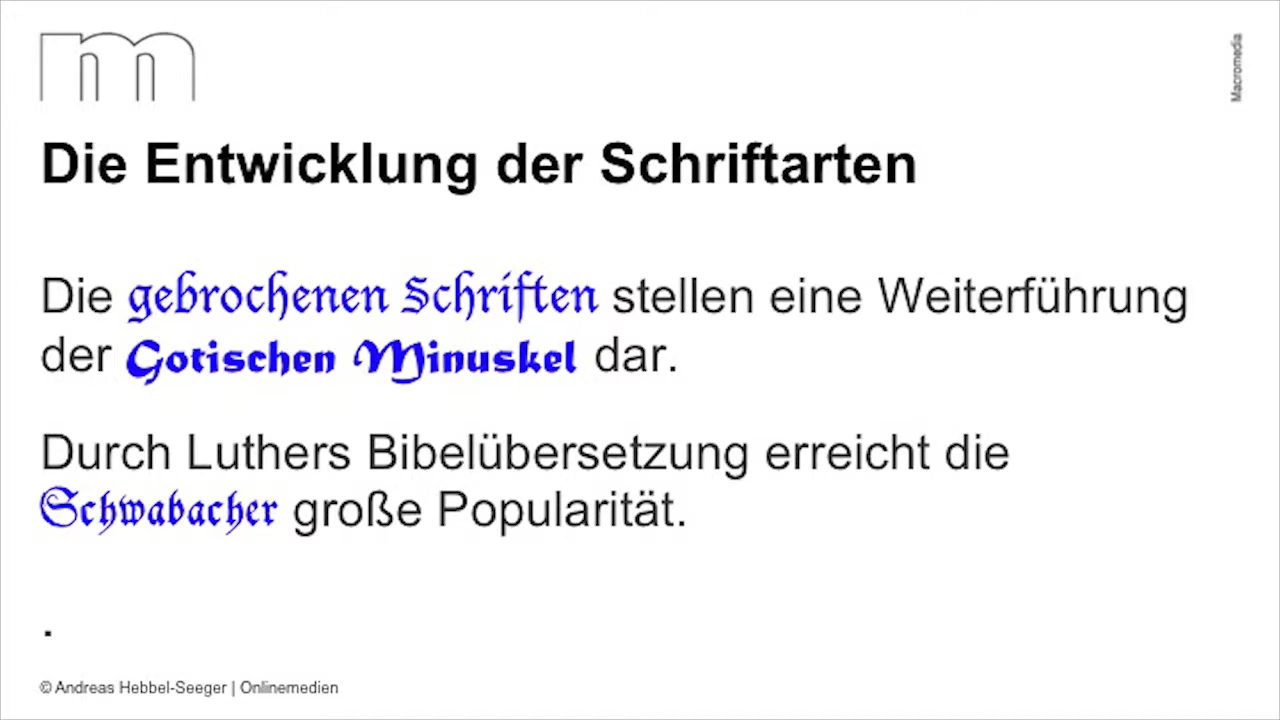 m
Macromedia
Die Entwicklung der Schriftarten
Die gebrochenen Schriften stellen eine Weiterführung
der Gotischen Minuskel dar.
Durch Luthers Bibelübersetzung erreicht die
Schwabacher große Popularität.
.
© Andreas Hebbel-Seeger | Onlinemedien